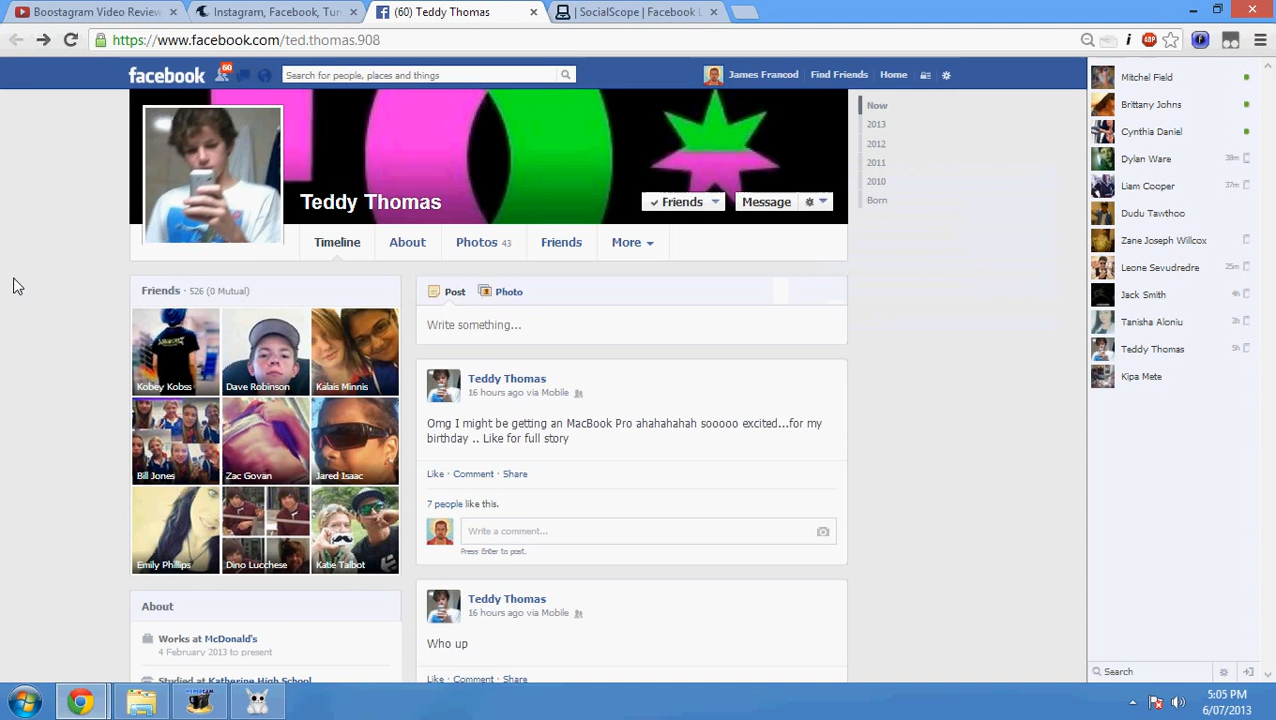 Boostagram Video Review
Instagram, Facebook, Tu
(60) Teddy Thomas
| SocialScope | Facebook L
https://www.facebook.com/ted.thomas.908
facebook
60
Search for people, places and things
James Francod
Find Friends
Home
Teddy Thomas
Friends
Message
Timeline
About
Photos 43
Friends
More
Now
2013
2012
2011
2010
Born
Friends · 526 (0 Mutual)
Kobey Kobss
Dave Robinson
Kalais Minnis
Bill Jones
Zac Govan
Jared Isaac
Emily Phillips
Dino Lucchese
Katie Talbot
About
Works at McDonald's
4 February 2013 to present
Studied at Katherine High School
Post
Photo
Write something...
Teddy Thomas
16 hours ago via Mobile
Omg I might be getting an MacBook Pro ahahahahah sooooo excited...for my
birthday .. Like for full story
Like · Comment · Share
7 people like this.
Write a comment...
Press Enter to post.
Teddy Thomas
16 hours ago via Mobile
Who up
Like · Comment · Share
Mitchel Field
Brittany Johns
Cynthia Daniel
Dylan Ware 38m
Liam Cooper 37m
Dudu Tawthoo
Zane Joseph Willcox
Leone Sevudredre 25m
Jack Smith 4h
Tanisha Aloniu 2h
Teddy Thomas 5h
Kipa Mete
Search
5:05 PM
6/07/2013